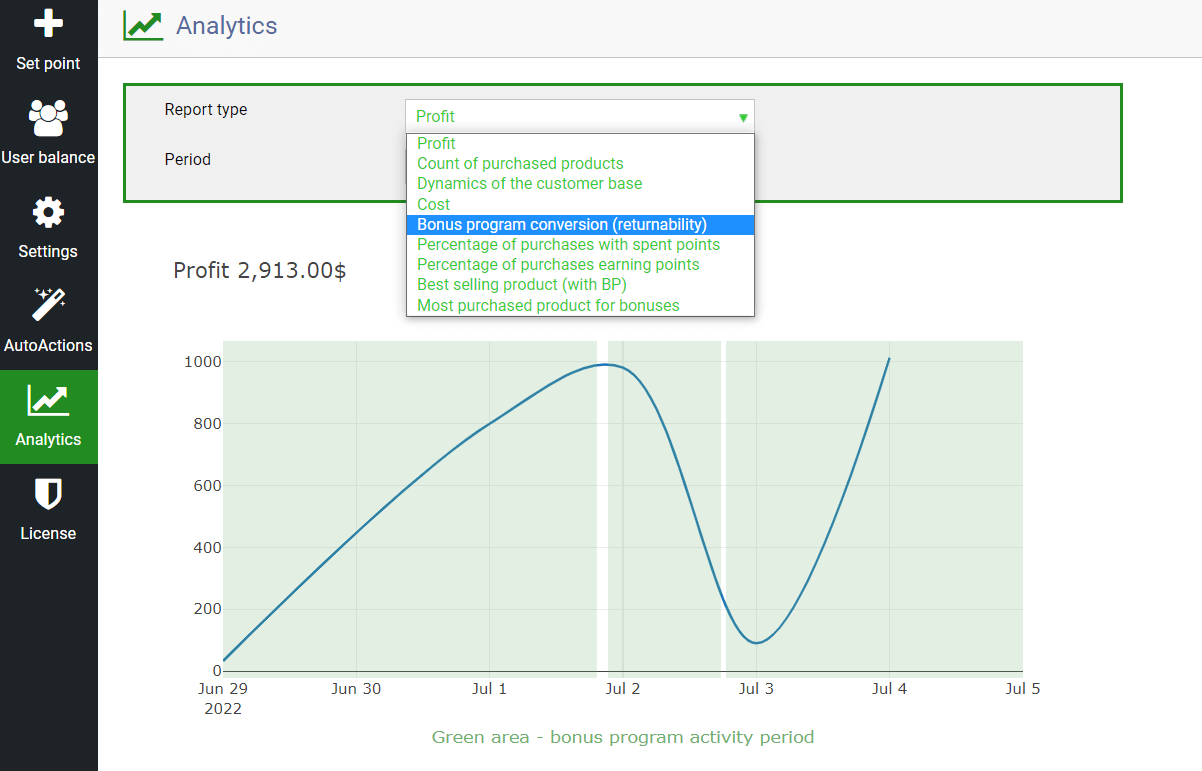 Set point
User balance
Settings
AutoActions
Analytics
License
Analytics
Report type
Profit
Period
Profit
Count of purchased products
Dynamics of the customer base
Cost
Bonus program conversion (returnability)
Percentage of purchases with spent points
Percentage of purchases earning points
Best selling product (with BP)
Most purchased product for bonuses
Profit 2,913.00$
1000
800
600
400
200
0
Jun 29 Jun 30 Jul 1 Jul 2 Jul 3 Jul 4 Jul 5
2022
Green area - bonus program activity period